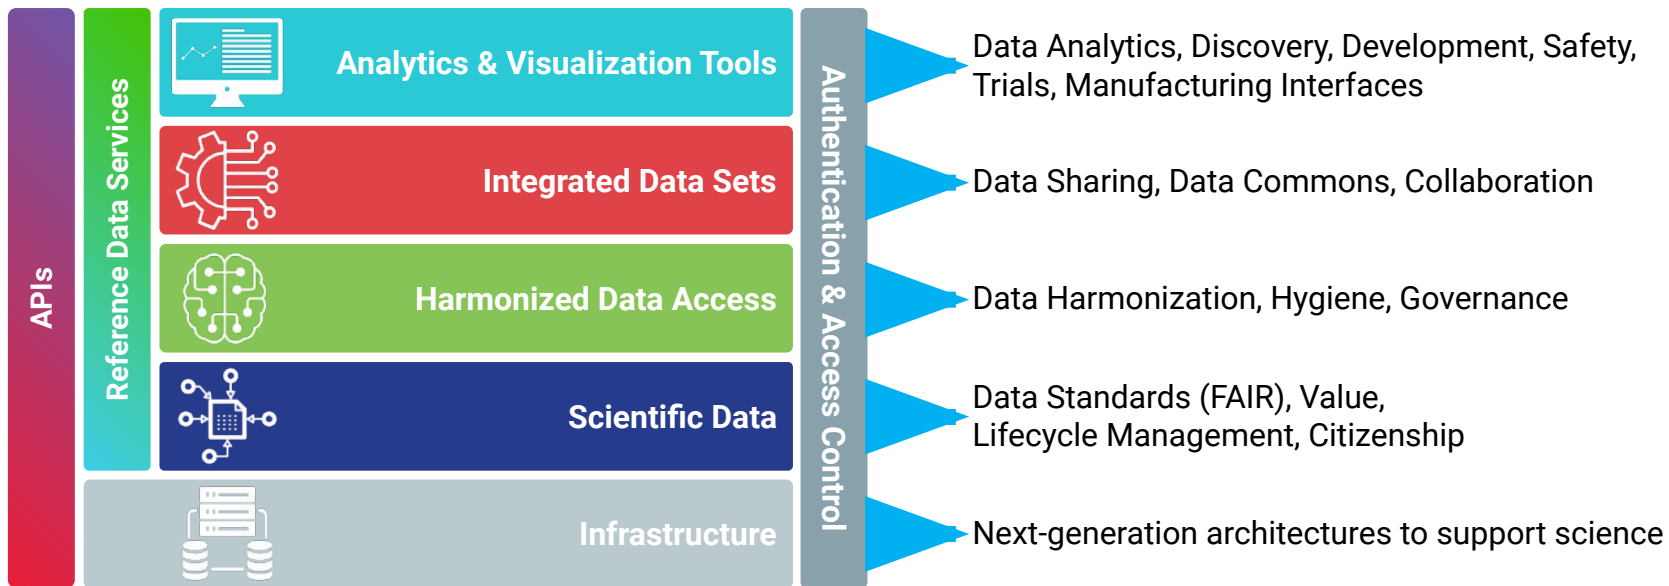 APIs
Reference Data Services
Analytics & Visualization Tools
Integrated Data Sets
Harmonized Data Access
Scientific Data
Infrastructure
Authentication & Access Control
Data Analytics, Discovery, Development, Safety,
Trials, Manufacturing Interfaces
Data Sharing, Data Commons, Collaboration
Data Harmonization, Hygiene, Governance
Data Standards (FAIR), Value,
Lifecycle Management, Citizenship
Next-generation architectures to support science